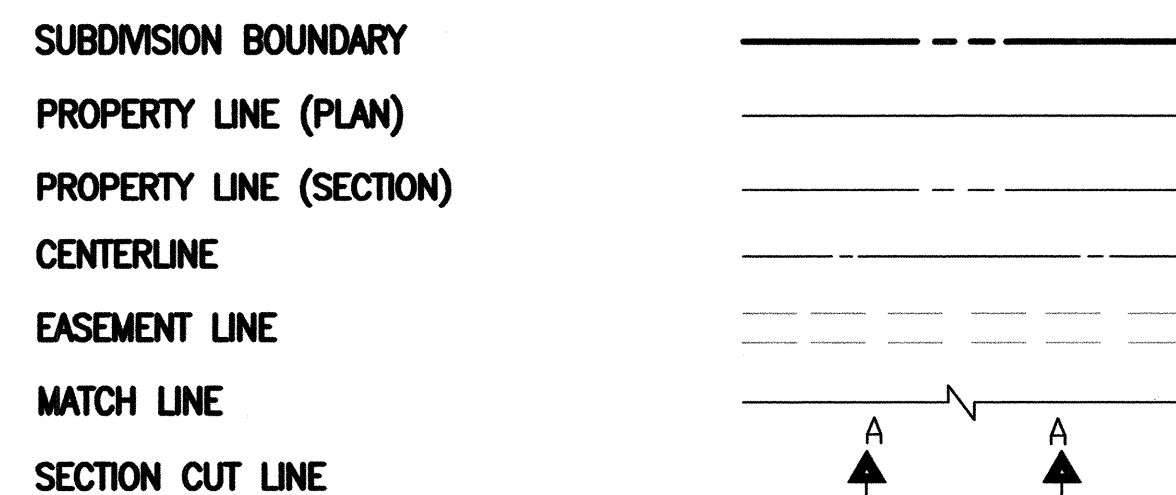 SUBDIVISION BOUNDARY
PROPERTY LINE (PLAN)
PROPERTY LINE (SECTION)
CENTERLINE
EASEMENT LINE
MATCH LINE
A A
SECTION CUT LINE